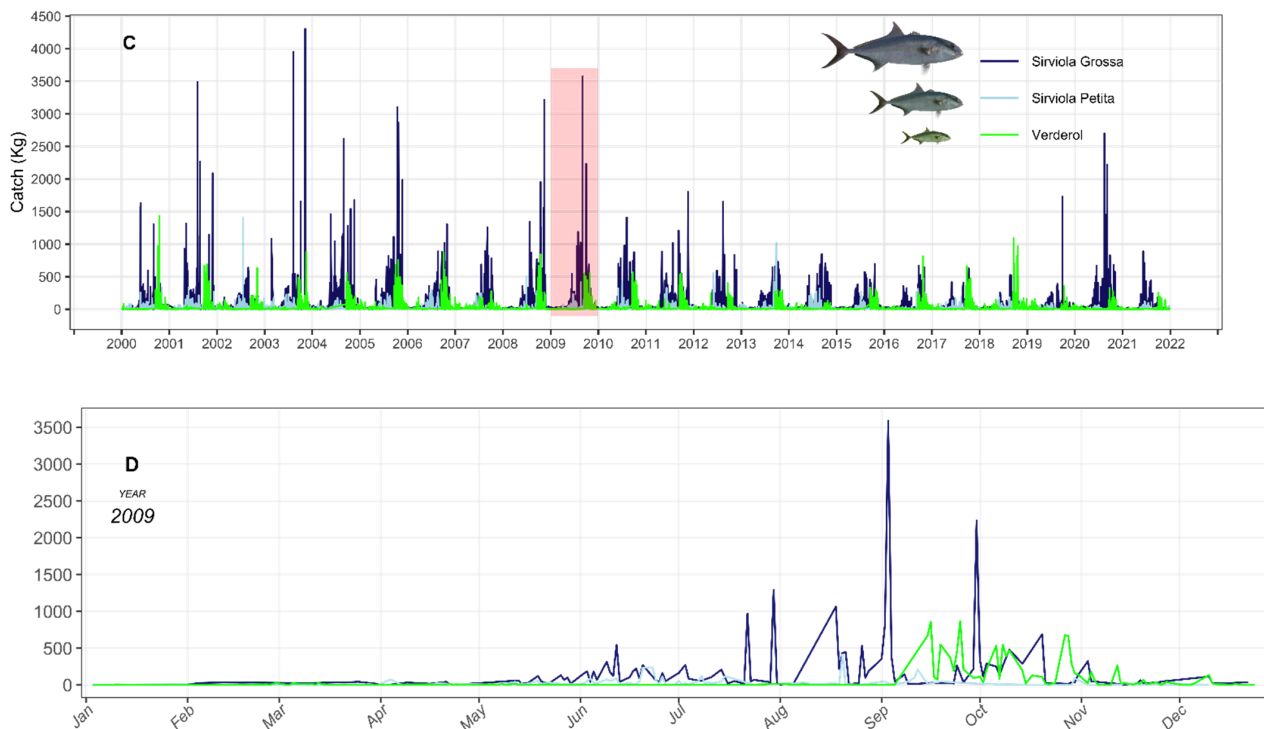 4500
4000
3500
3000
2500
2000
1500
1000
500
0
Catch (Kg)
C
Sirviola Grossa
Sirviola Petita
Verderol
2000 2001 2002 2003 2004 2005 2006 2007 2008 2009 2010 2011 2012 2013 2014 2015 2016 2017 2018 2019 2020 2021 2022
3500
3000
2500
2000
1500
1000
500
0
D
YEAR
2009
Jan Feb Mar Apr May Jun Jul Aug Sep Oct Nov Dec